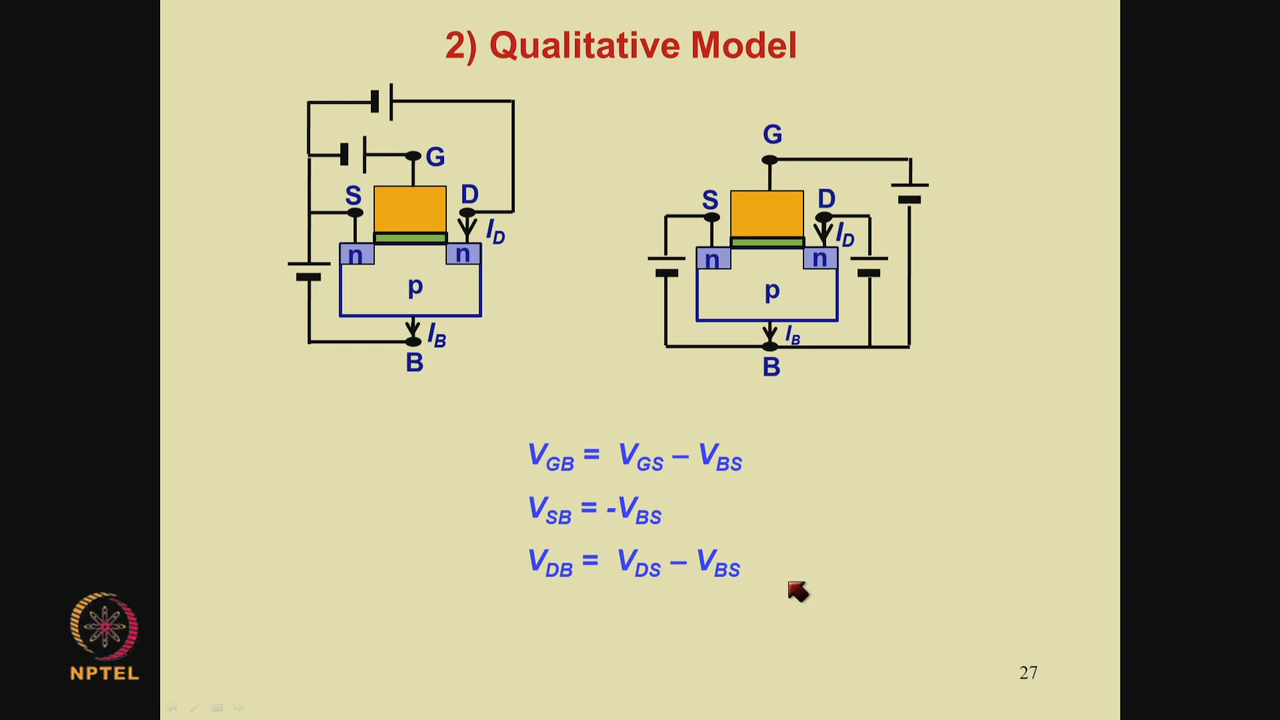 2) Qualitative Model
G
S
D
I_D
n
n
p
I_B
B
G
S
D
I_D
n
n
p
I_B
B
V_GB = V_GS – V_BS
V_SB = -V_BS
V_DB = V_DS – V_BS
NPTEL
27